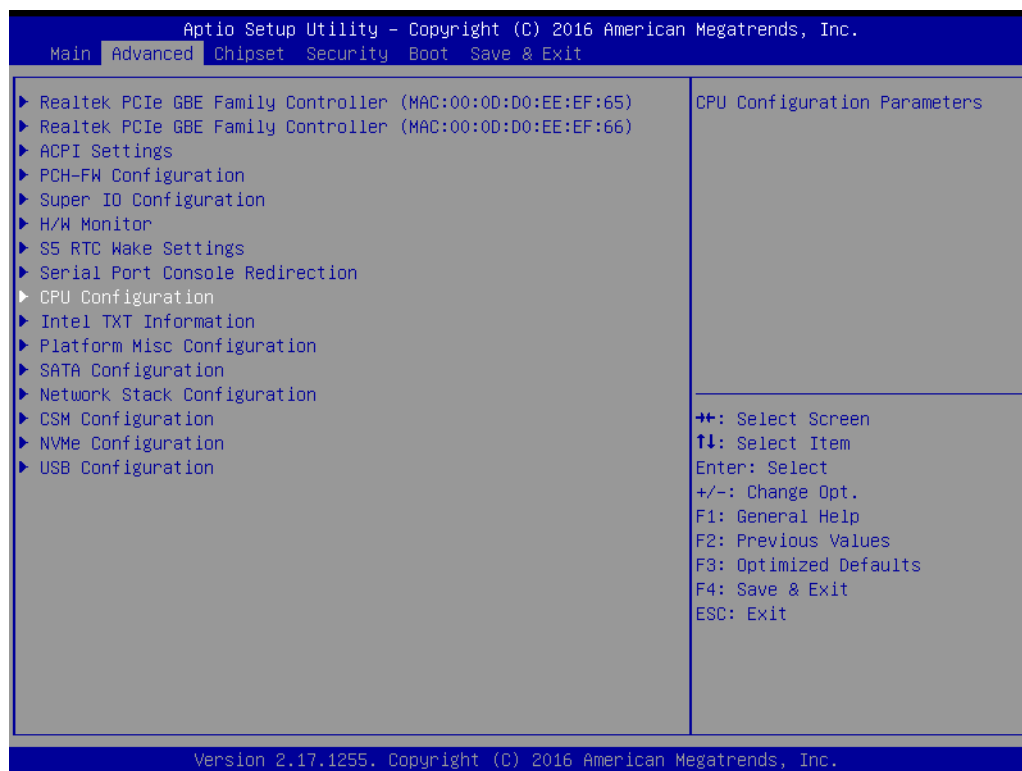 Aptio Setup Utility – Copyright (C) 2016 American Megatrends, Inc.
Main Advanced Chipset Security Boot Save & Exit
Realtek PCIe GBE Family Controller (MAC:00:0D:D0:EE:EF:65)
Realtek PCIe GBE Family Controller (MAC:00:0D:D0:EE:EF:66)
ACPI Settings
PCH-FW Configuration
Super IO Configuration
H/W Monitor
S5 RTC Wake Settings
Serial Port Console Redirection
CPU Configuration
Intel TXT Information
Platform Misc Configuration
SATA Configuration
Network Stack Configuration
CSM Configuration
NVMe Configuration
USB Configuration
CPU Configuration Parameters
→←: Select Screen
↑↓: Select Item
Enter: Select
+/-: Change Opt.
F1: General Help
F2: Previous Values
F3: Optimized Defaults
F4: Save & Exit
ESC: Exit
Version 2.17.1255. Copyright (C) 2016 American Megatrends, Inc.